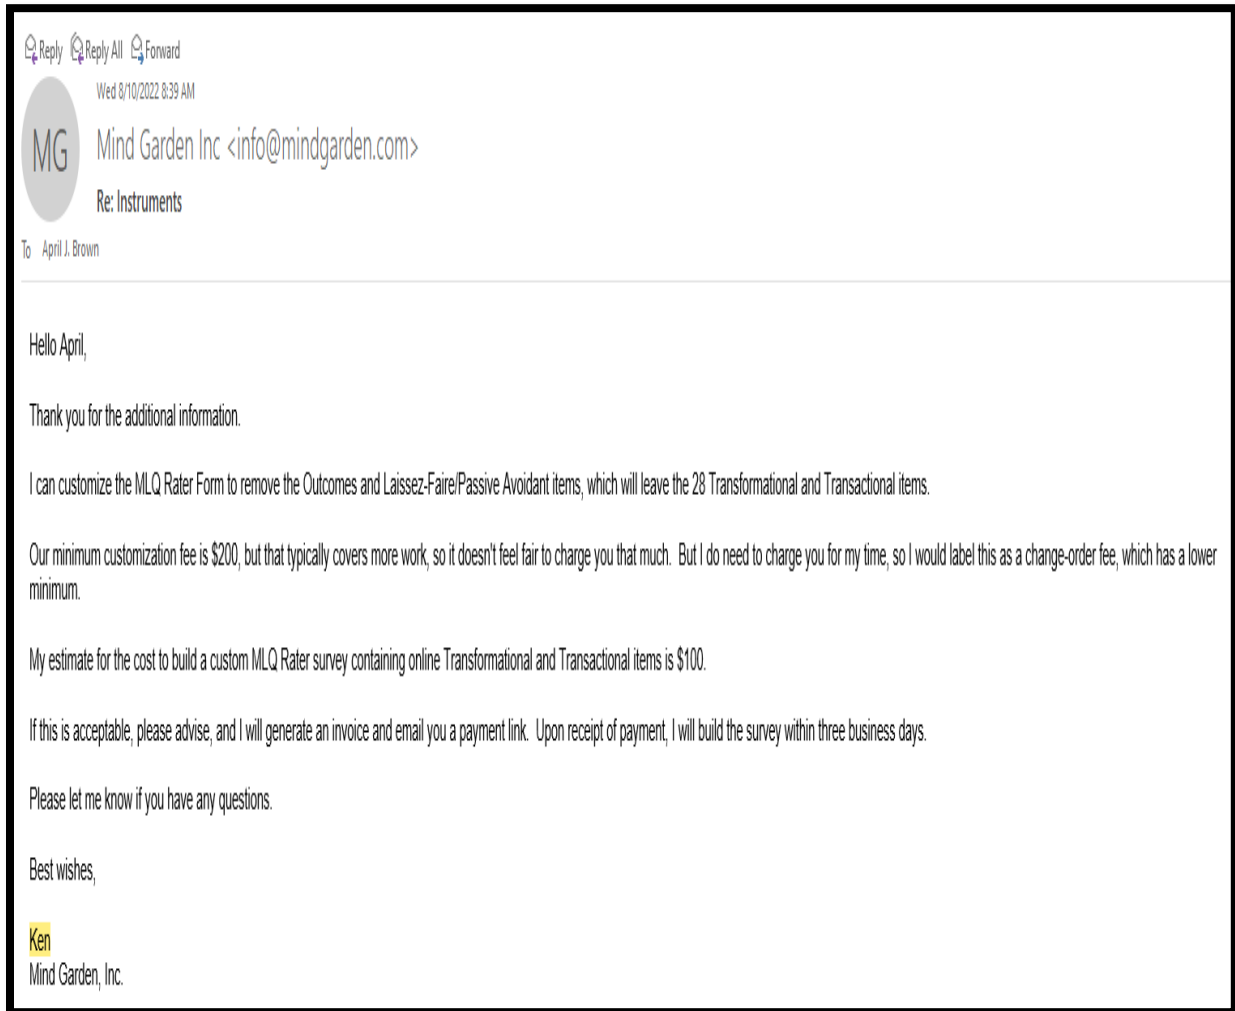 Reply Reply All Forward
Wed 8/10/2022 8:39 AM
MG
Mind Garden Inc <info@mindgarden.com>
Re: Instruments
To April J. Brown
Hello April,
Thank you for the additional information.
I can customize the MLQ Rater Form to remove the Outcomes and Laissez-Faire/Passive Avoidant items, which will leave the 28 Transformational and Transactional items.
Our minimum customization fee is $200, but that typically covers more work, so it doesn't feel fair to charge you that much.  But I do need to charge you for my time, so I would label this as a change-order fee, which has a lower
minimum.
My estimate for the cost to build a custom MLQ Rater survey containing online Transformational and Transactional items is $100.
If this is acceptable, please advise, and I will generate an invoice and email you a payment link.  Upon receipt of payment, I will build the survey within three business days.
Please let me know if you have any questions.
Best wishes,
Ken
Mind Garden, Inc.